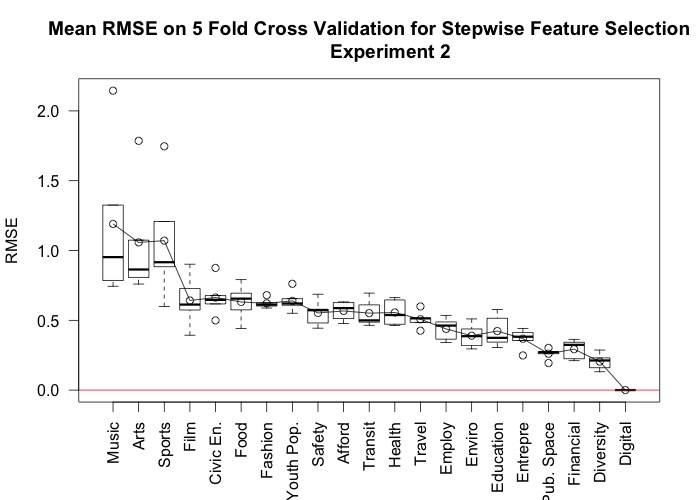 Mean RMSE on 5 Fold Cross Validation for Stepwise Feature Selection
Experiment 2
RMSE
2.0
1.5
1.0
0.5
0.0
Music
Arts
Sports
Film
Civic En.
Food
Fashion
Youth Pop.
Safety
Afford
Transit
Health
Travel
Employ
Enviro
Education
Entrepre
Pub. Space
Financial
Diversity
Digital